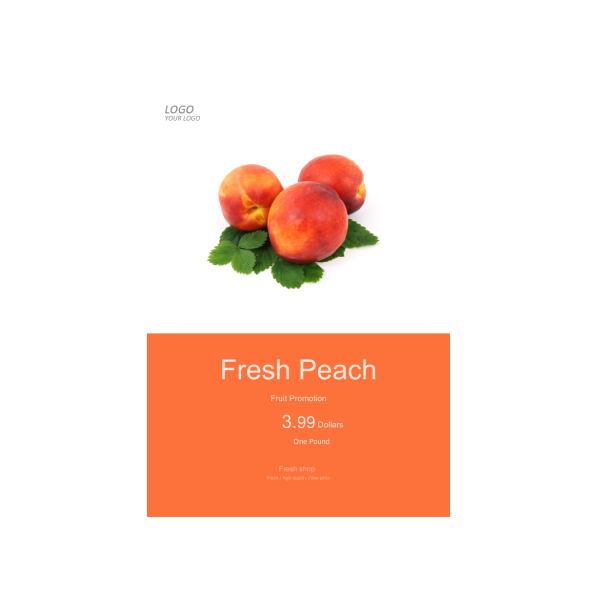 LOGO
YOUR LOGO
Fresh Peach
Fruit Promotion
3.99 Dollars
One Pound
Fresh shop
Fresh / high quality / low price